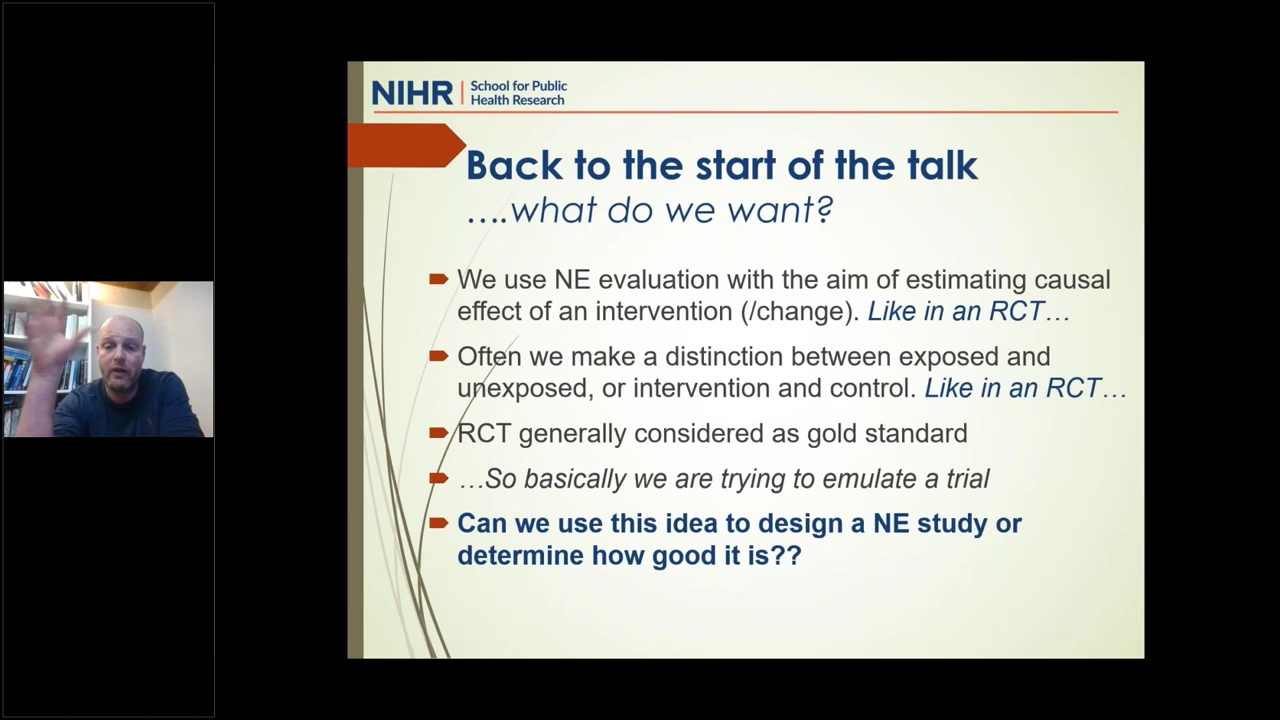 NIHR | School for Public
Health Research
Back to the start of the talk
….what do we want?
We use NE evaluation with the aim of estimating causal
effect of an intervention (/change). Like in an RCT…
Often we make a distinction between exposed and
unexposed, or intervention and control. Like in an RCT…
RCT generally considered as gold standard
…So basically we are trying to emulate a trial
Can we use this idea to design a NE study or
determine how good it is??